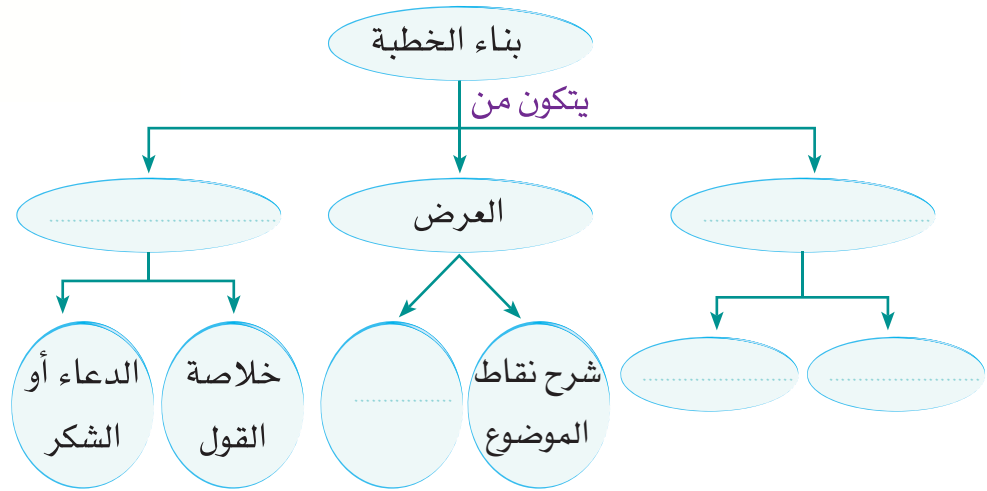 بناء الخطبة
يتكون من
العرض
شرح نقاط
الموضوع
خلاصة
القول
الدعاء أو
الشكر